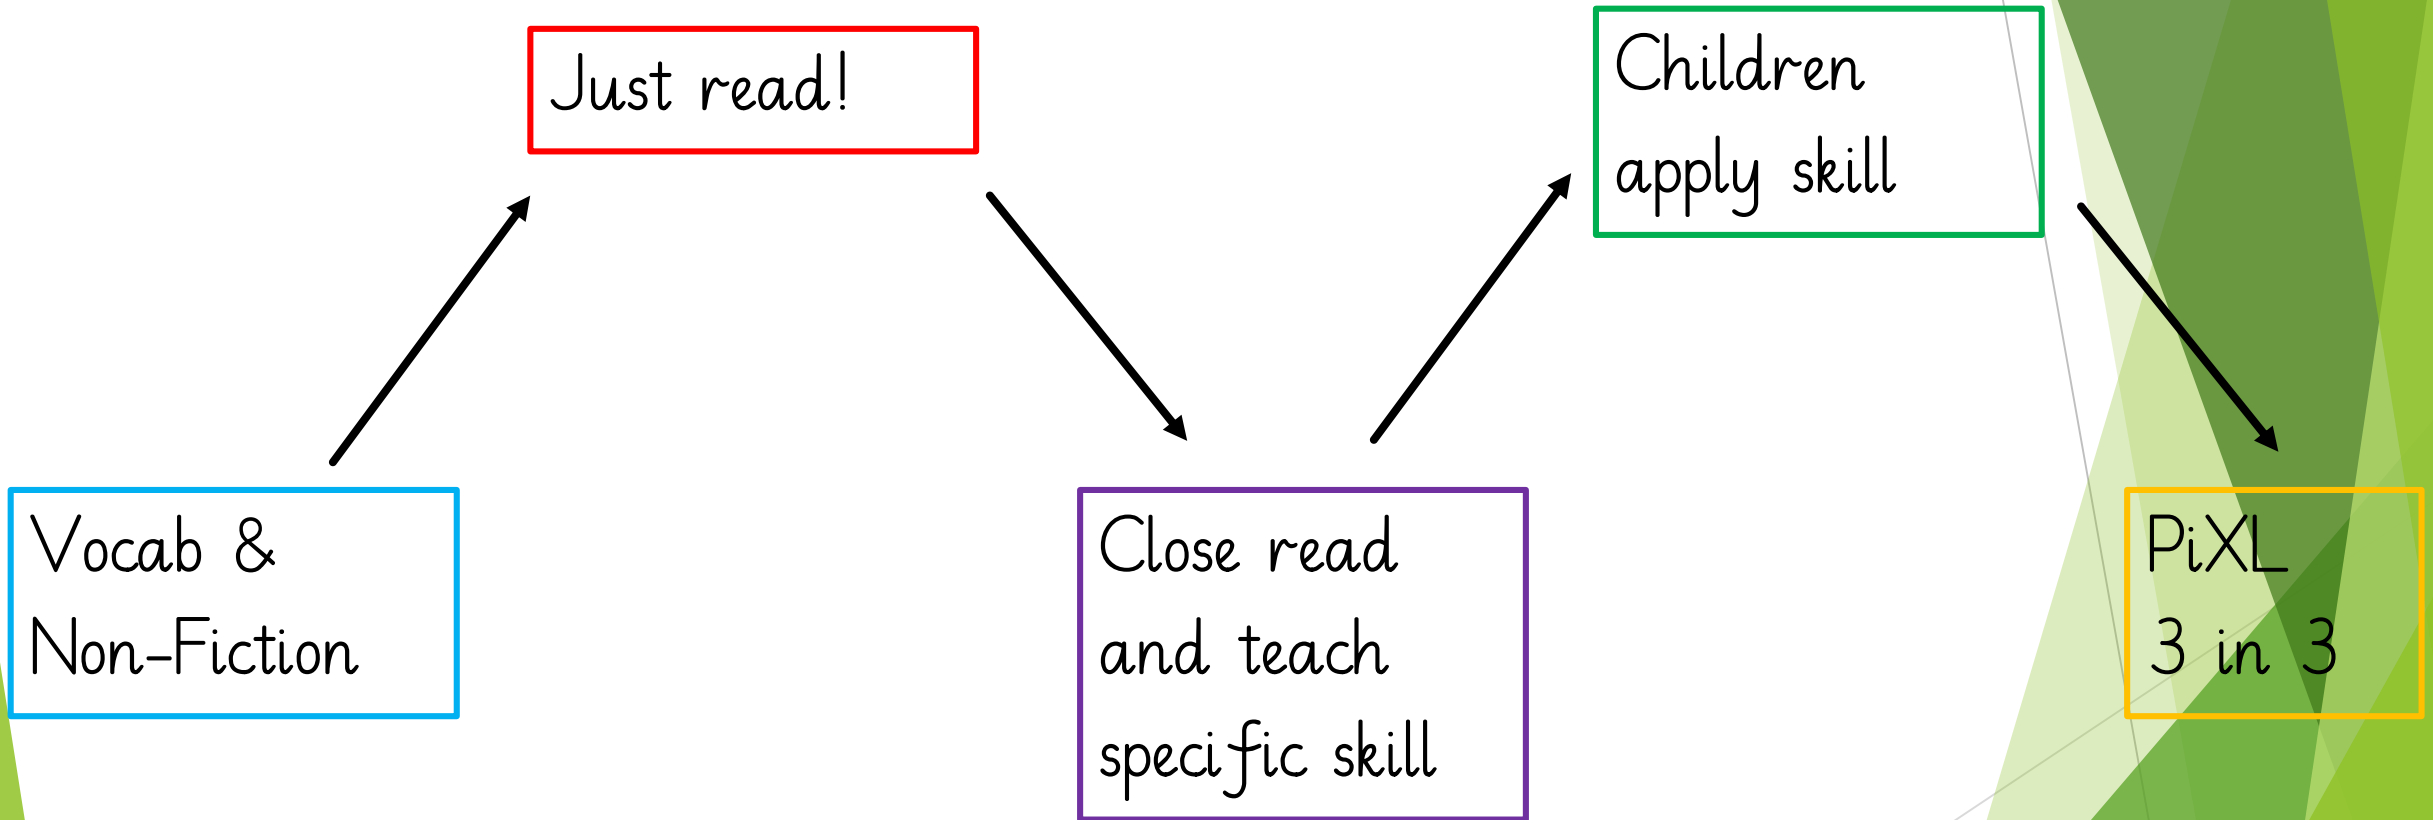 Vocab &
Non-Fiction
Just read!
Close read
and teach
specific skill
Children
apply skill
PiXL
3 in 3